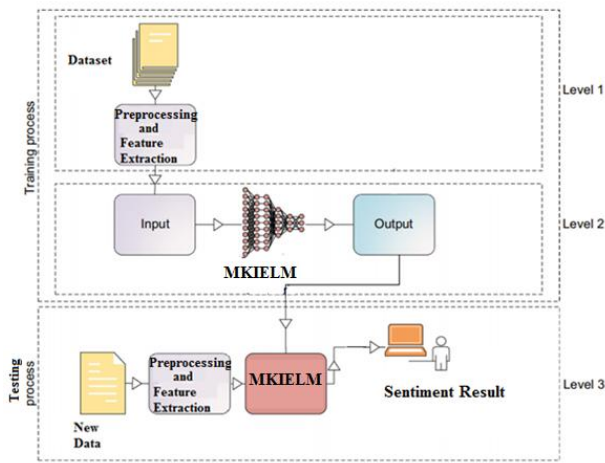 Training process
Dataset
Preprocessing
and
Feature
Extraction
Level 1
Input
MKIELM
Output
Level 2
Testing
process
New
Data
Preprocessing
and
Feature
Extraction
MKIELM
Sentiment Result
Level 3